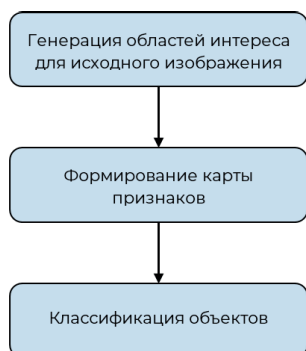 Генерация областей интереса
для исходного изображения
Формирование карты
признаков
Классификация объектов